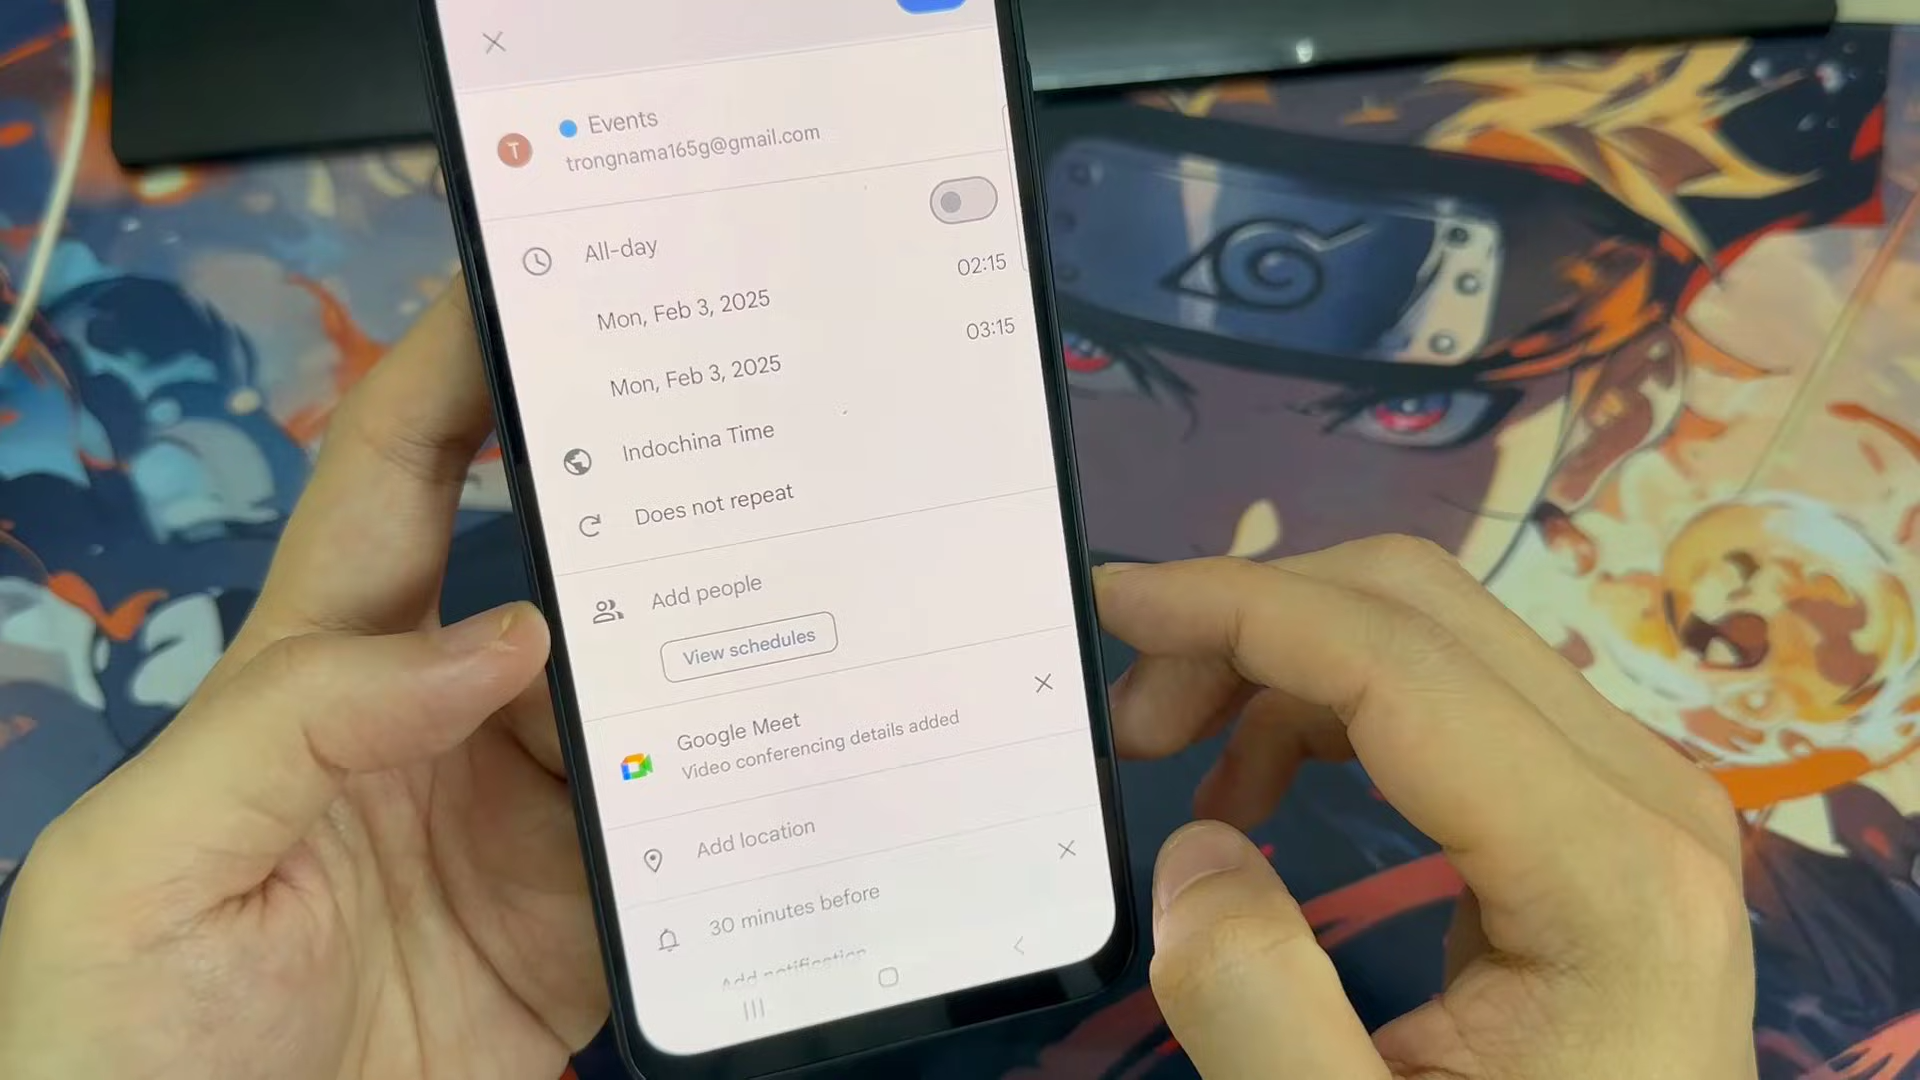 Events
T
trongnama165g@gmail.com
All-day
Mon, Feb 3, 2025 02:15
Mon, Feb 3, 2025 03:15
Indochina Time
Does not repeat
Add people
View schedules
Google Meet
Video conferencing details added
Add location
30 minutes before
Add notification